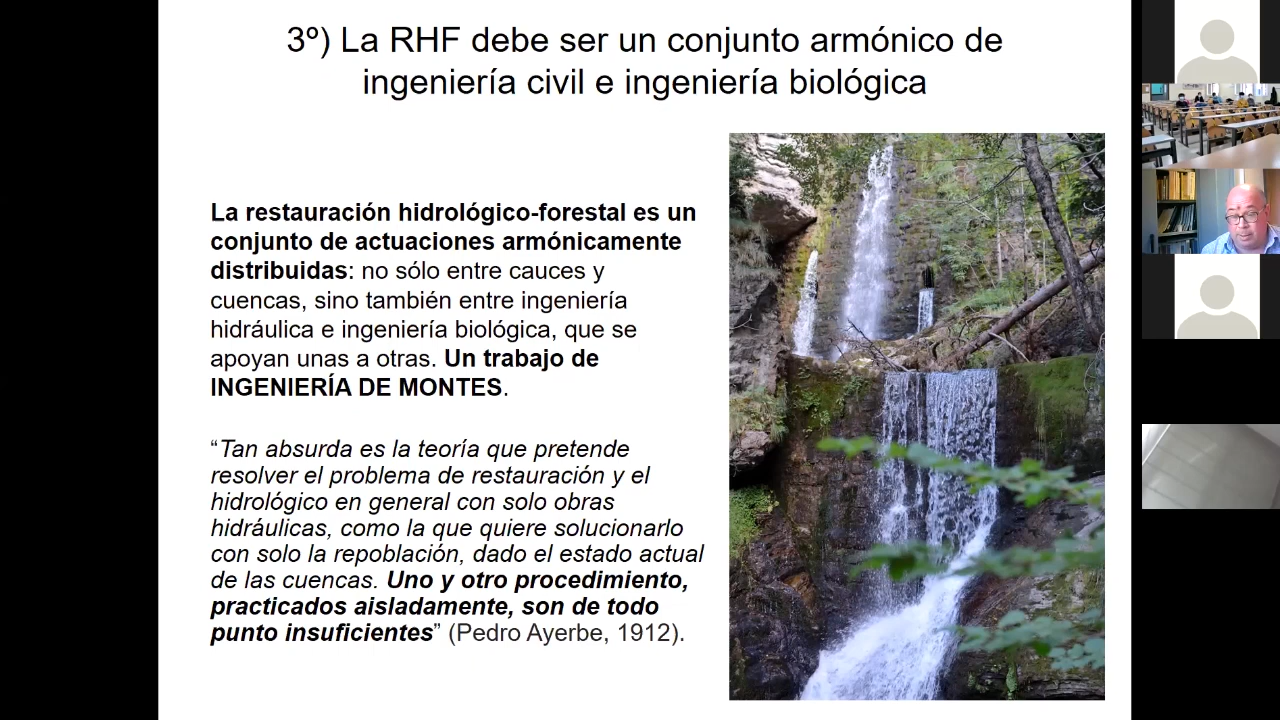 3º) La RHF debe ser un conjunto armónico de
ingeniería civil e ingeniería biológica
La restauración hidrológico-forestal es un
conjunto de actuaciones armónicamente
distribuidas: no sólo entre cauces y
cuencas, sino también entre ingeniería
hidráulica e ingeniería biológica, que se
apoyan unas a otras. Un trabajo de
INGENIERÍA DE MONTES.
“Tan absurda es la teoría que pretende
resolver el problema de restauración y el
hidrológico en general con solo obras
hidráulicas, como la que quiere solucionarlo
con solo la repoblación, dado el estado actual
de las cuencas. Uno y otro procedimiento,
practicados aisladamente, son de todo
punto insuficientes” (Pedro Ayerbe, 1912).